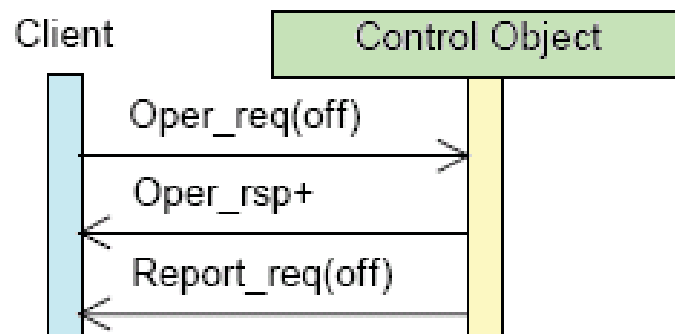 Client
Control Object
Oper_req(off)
Oper_rsp+
Report_req(off)